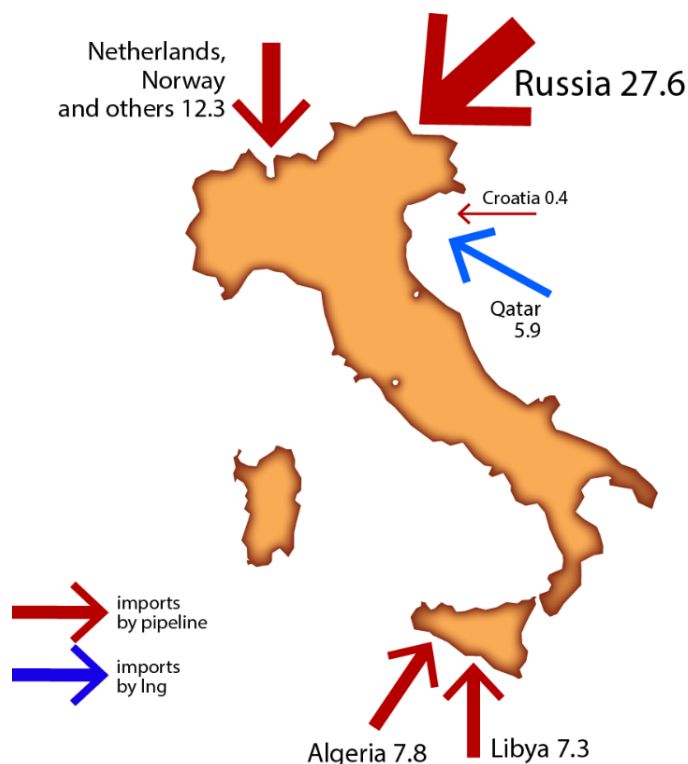 Netherlands,
Norway
and others 12.3
Russia 27.6
Croatia 0.4
Qatar
5.9
imports
by pipeline
imports
by lng
Algeria 7.8
Libya 7.3